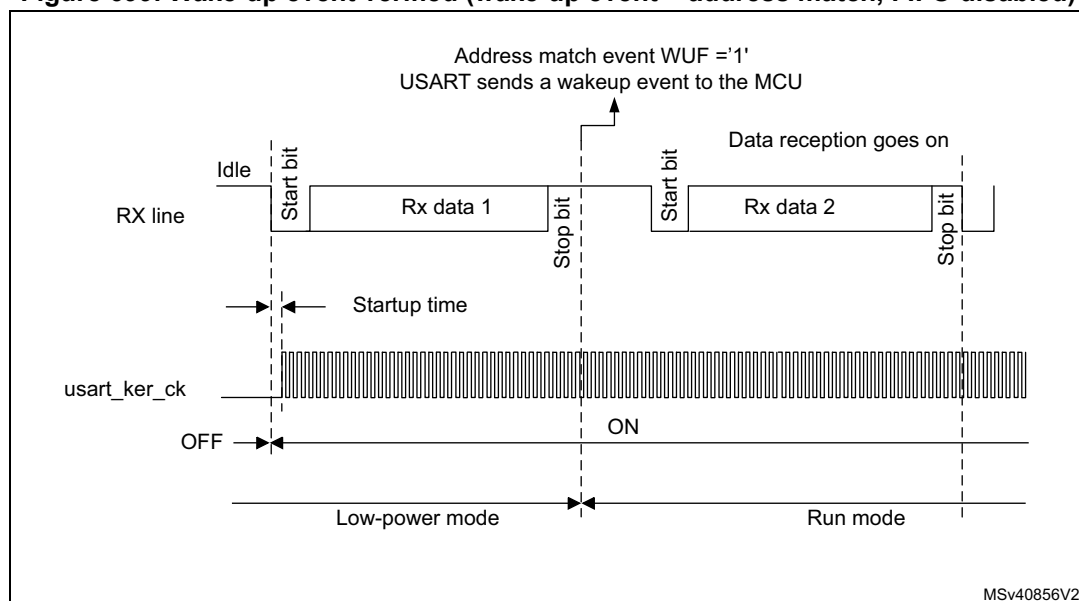 Figure Wake-up event verified (wake-up event = address match, FIFO disabled)
Address match event WUF ='1'
USART sends a wakeup event to the MCU
Data reception goes on
Idle
Start bit
Rx data 1
Stop bit
Start bit
Rx data 2
Stop bit
RX line
Startup time
usart_ker_ck
ON
OFF
Low-power mode
Run mode
MSv40856V2